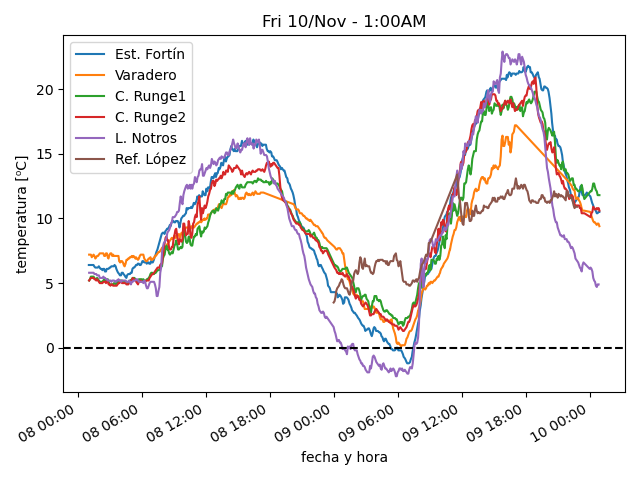 Fri 10/Nov - 1:00AM
Est. Fortín
Varadero
C. Runge1
C. Runge2
L. Notros
Ref. López
temperatura [ºC]
20
15
10
5
0
08 00:00
08 06:00
08 12:00
08 18:00
09 00:00
09 06:00
09 12:00
09 18:00
10 00:00
fecha y hora